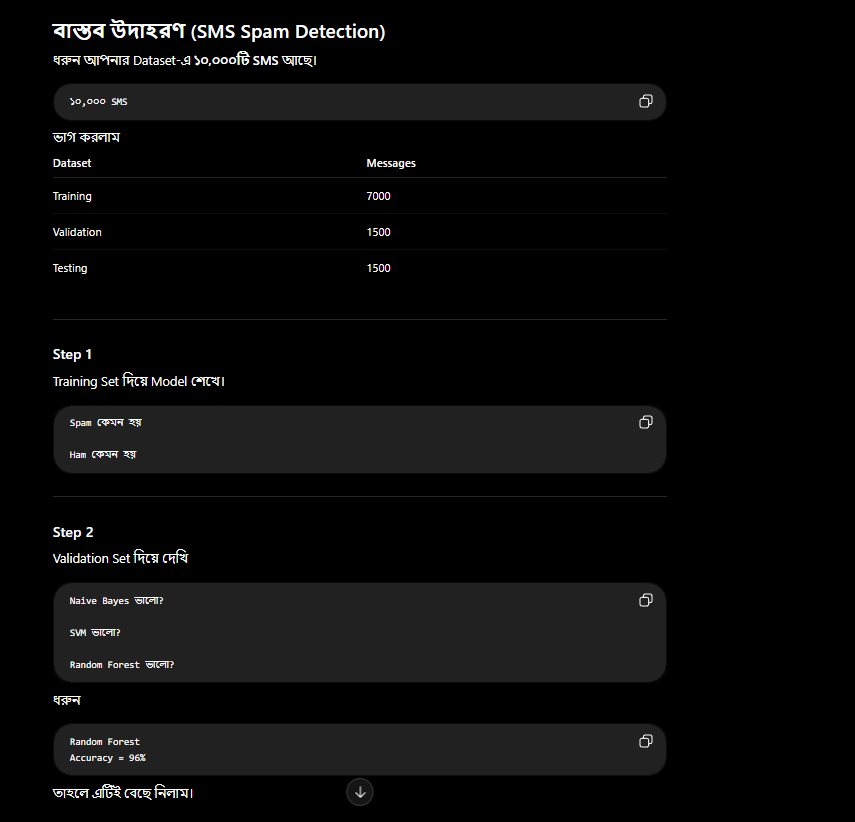 বাস্তব উদাহরণ (SMS Spam Detection)
ধরুন আপনার Dataset-এ ১০,০০০টি SMS আছে।
১০,০০০ SMS
ভাগ করলাম
Dataset Messages
Training 7000
Validation 1500
Testing 1500
Step 1
Training Set দিয়ে Model শেখে।
Spam কেমন হয়
Ham কেমন হয়
Step 2
Validation Set দিয়ে দেখি
Naive Bayes ভালো?
SVM ভালো?
Random Forest ভালো?
ধরুন
Random Forest
Accuracy = 96%
তাহলে এটিই বেছে নিলাম।